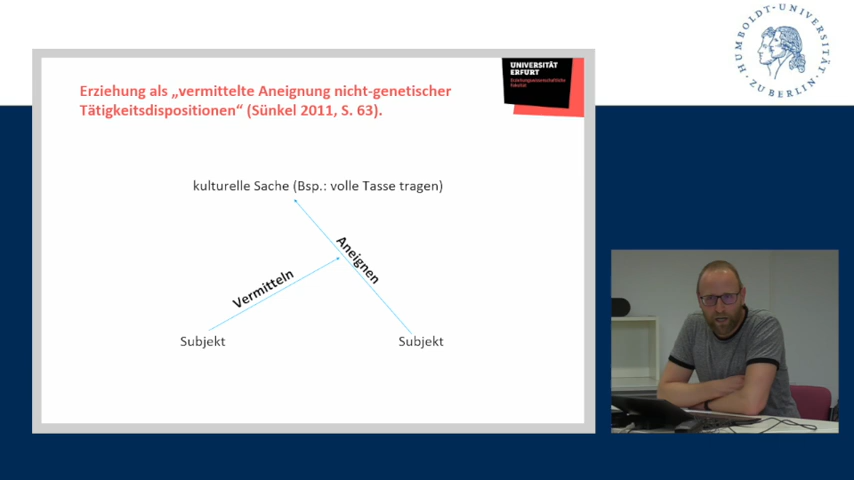 HUMBOLDT-UNIVERSITÄT
ZU BERLIN
UNIVERSITÄT
ERFURT
Erziehungswissenschaftliche
Fakultät
Erziehung als „vermittelte Aneignung nicht-genetischer
Tätigkeitsdispositionen“ (Sünkel 2011, S. 63).
kulturelle Sache (Bsp.: volle Tasse tragen)
Aneignen
Vermitteln
Subjekt
Subjekt